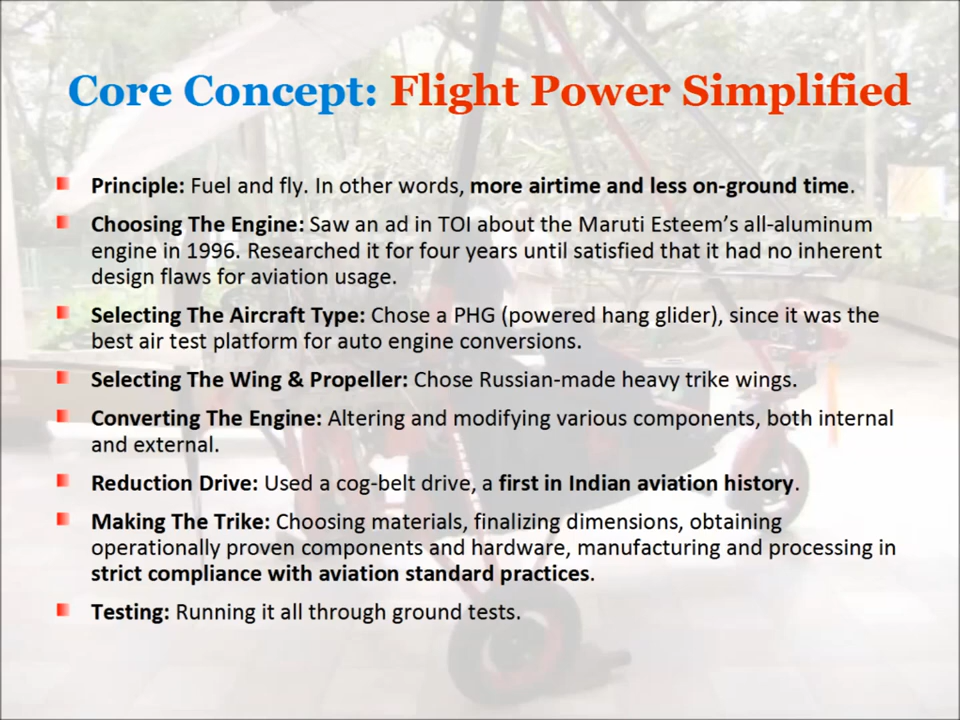 Core Concept: Flight Power Simplified
Principle: Fuel and fly. In other words, more airtime and less on-ground time.
Choosing The Engine: Saw an ad in TOI about the Maruti Esteem’s all-aluminum
engine in 1996. Researched it for four years until satisfied that it had no inherent
design flaws for aviation usage.
Selecting The Aircraft Type: Chose a PHG (powered hang glider), since it was the
best air test platform for auto engine conversions.
Selecting The Wing & Propeller: Chose Russian-made heavy trike wings.
Converting The Engine: Altering and modifying various components, both internal
and external.
Reduction Drive: Used a cog-belt drive, a first in Indian aviation history.
Making The Trike: Choosing materials, finalizing dimensions, obtaining
operationally proven components and hardware, manufacturing and processing in
strict compliance with aviation standard practices.
Testing: Running it all through ground tests.